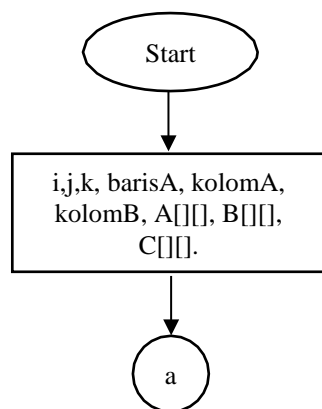 Start
i,j,k, barisA, kolomA,
kolomB, A[][], B[][],
C[][].
a